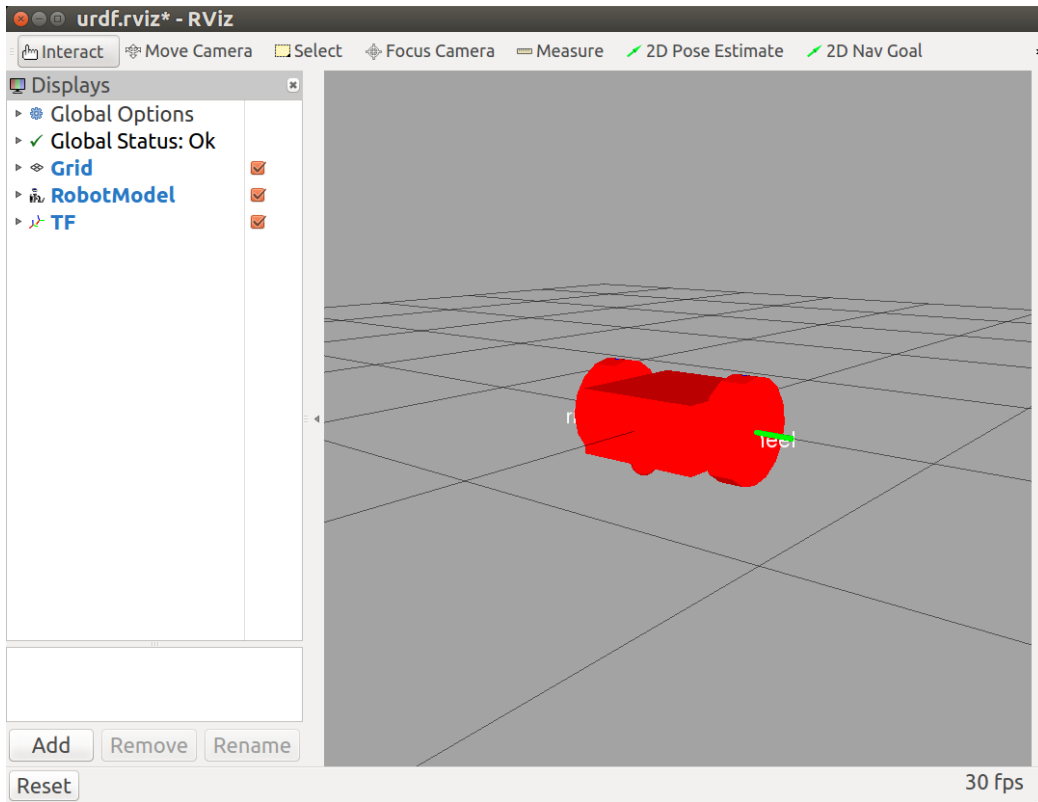 urdf.rviz* - RViz
Interact Move Camera Select Focus Camera Measure 2D Pose Estimate 2D Nav Goal
Displays
Global Options
Global Status: Ok
Grid
RobotModel
TF
Add Remove Rename
Reset 30 fps